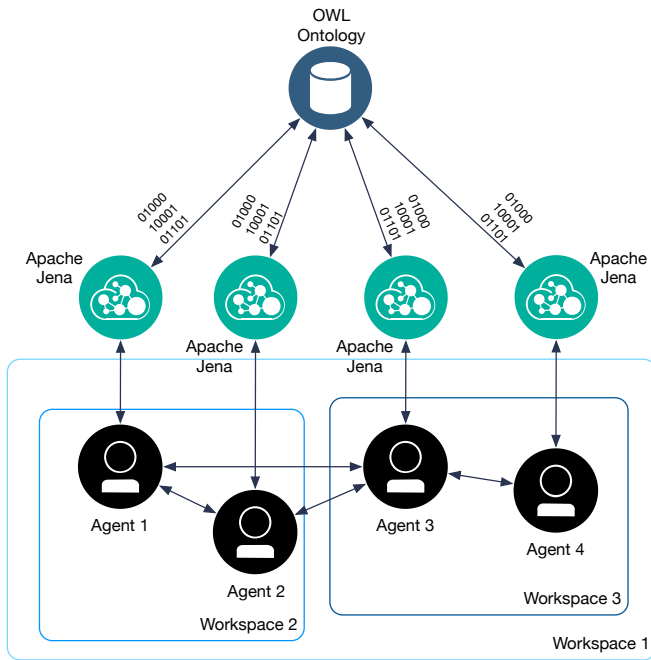 OWL
Ontology
01000
10001
01101
01000
10001
01101
01000
10001
01101
01000
10001
01101
Apache
Jena
Apache
Jena
Apache
Jena
Apache
Jena
Agent 1
Agent 2
Agent 3
Agent 4
Workspace 3
Workspace 2
Workspace 1